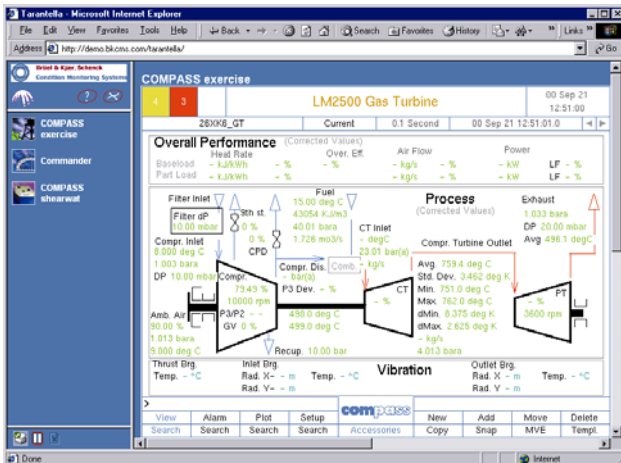 Tarantella - Microsoft Internet Explorer
File Edit View Favorites Tools Help Back Search Favorites History Links
Address http://demo.bkcms.com/tarantella/ Go
Brüel & Kjær, Schenck
Condition Monitoring Systems
COMPASS
exercise
Commander
COMPASS
shearwat
COMPASS exercise
4 3 LM2500 Gas Turbine 00 Sep 21
12:51:00
26XK6_GT Current 0.1 Second 00 Sep 21 12:51:01.0
Overall Performance (Corrected Values)
Heat Rate Over. Eff. Air Flow Power
Baseload - kJ/kWh - % - % - kg/s - % - kW LF - %
Part Load - kJ/kWh - % - % - kg/s - % - kW LF - %
Filter Inlet
Filter dP
10.00 mbar
9th st.
0 %
0 %
CPD
Fuel
15.00 deg C
43054 KJ/m3
40.01 bara
1.726 mo3/s
Process
(Corrected Values)
Exhaust
1.033 bara
DP 20.00 mbar
Avg 498.1 degC
Compr. Inlet
8.000 deg C
1.003 bara
DP 10.00 mbar
CT Inlet
- degC
23.01 bar(a)
- kg/s
Compr. Turbine Outlet
Avg. 759.4 deg C
Std. Dev. 3.462 deg K
Min. 751.0 deg C
Max. 762.0 deg C
dMin. 8.375 deg K
dMax. 2.625 deg K
- kg/s
4.013 bara
Compr. Dis.
- bar(a)
P3 Dev. - %
Comb.
Compr.
79.49 %
10000 rpm
P3/P2 - -
GV 0 %
498.0 deg C
499.0 deg C
CT
- %
PT
- %
3600 rpm
Amb. Air
90.00 %
1.013 bara
9.000 deg C
Recup. 10.00 bar
Vibration
Thrust Brg.
Temp. - °C
Inlet Brg.
Rad. X- - m Temp. - °C
Rad. Y- - m
Outlet Brg.
Rad. X - m Temp. - °C
Rad. Y - m
>
View Alarm Plot Setup compass New Add Move Delete
Search Search Search Search Accessories Copy Snap MVE Templ.
Done Internet